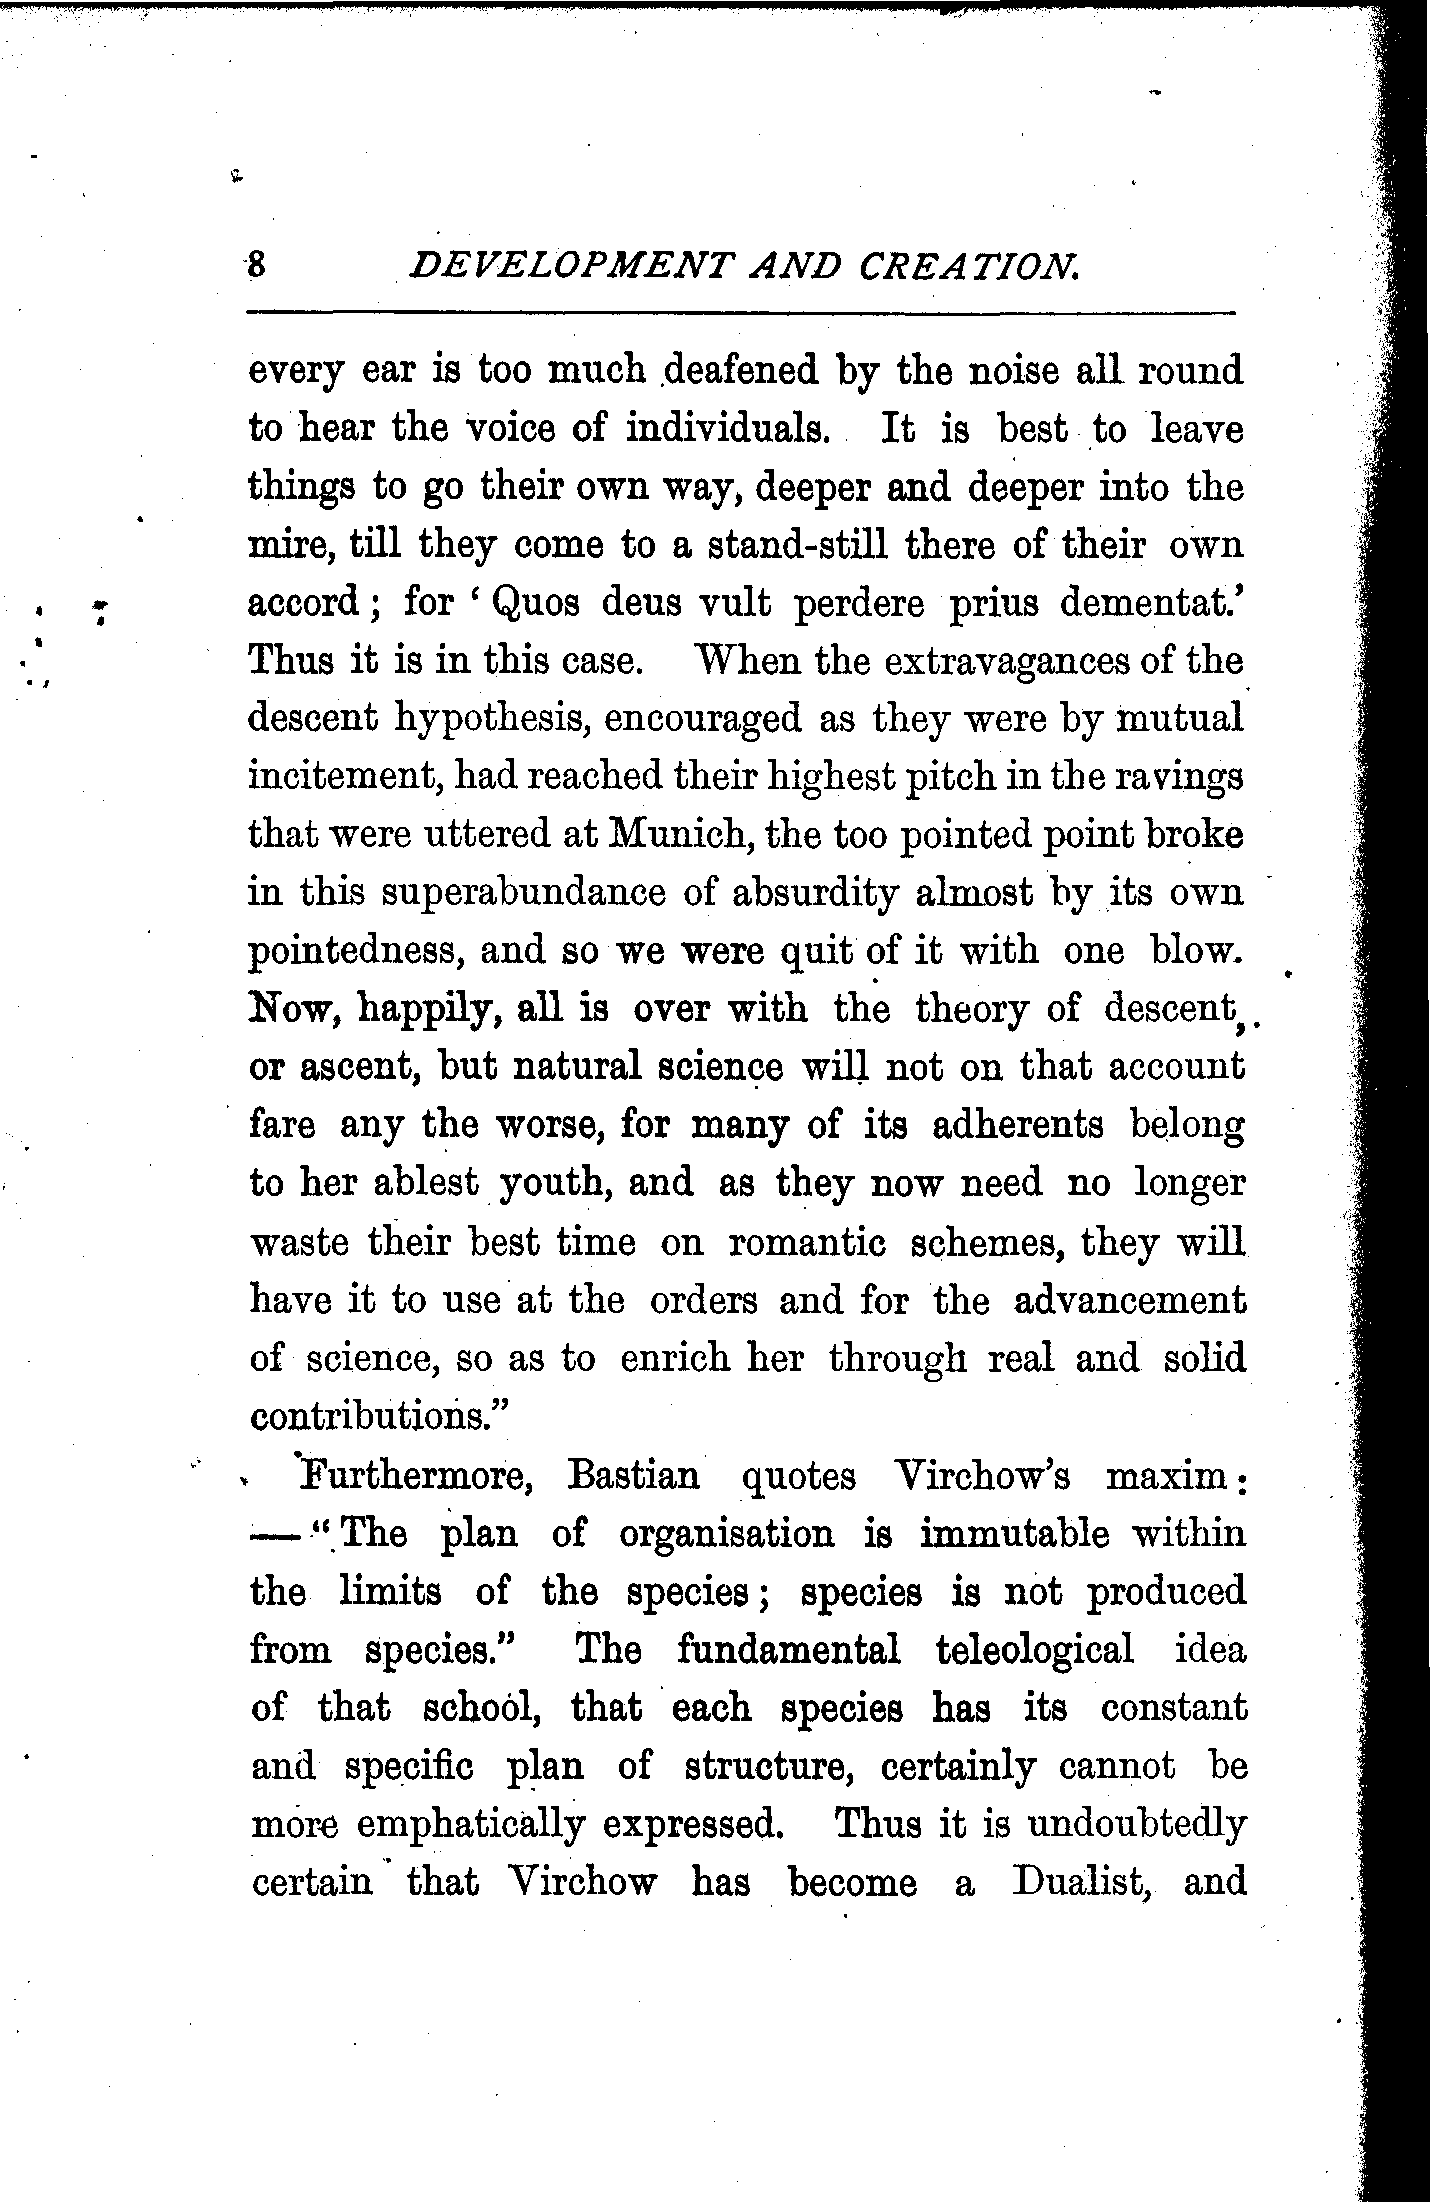 8 DEVELOPMENT AND CREATION.
every ear is too much deafened by the noise all round
to hear the voice of individuals. It is best to leave
things to go their own way, deeper and deeper into the
mire, till they come to a stand-still there of their own
accord; for ‘Quos deus vult perdere prius dementat.’
Thus it is in this case. When the extravagances of the
descent hypothesis, encouraged as they were by mutual
incitement, had reached their highest pitch in the ravings
that were uttered at Munich, the too pointed point broke
in this superabundance of absurdity almost by its own
pointedness, and so we were quit of it with one blow.
Now, happily, all is over with the theory of descent,
or ascent, but natural science will not on that account
fare any the worse, for many of its adherents belong
to her ablest youth, and as they now need no longer
waste their best time on romantic schemes, they will
have it to use at the orders and for the advancement
of science, so as to enrich her through real and solid
contributions.”
Furthermore, Bastian quotes Virchow’s maxim:
—“The plan of organisation is immutable within
the limits of the species; species is not produced
from species.” The fundamental teleological idea
of that school, that each species has its constant
and specific plan of structure, certainly cannot be
more emphatically expressed. Thus it is undoubtedly
certain that Virchow has become a Dualist, and